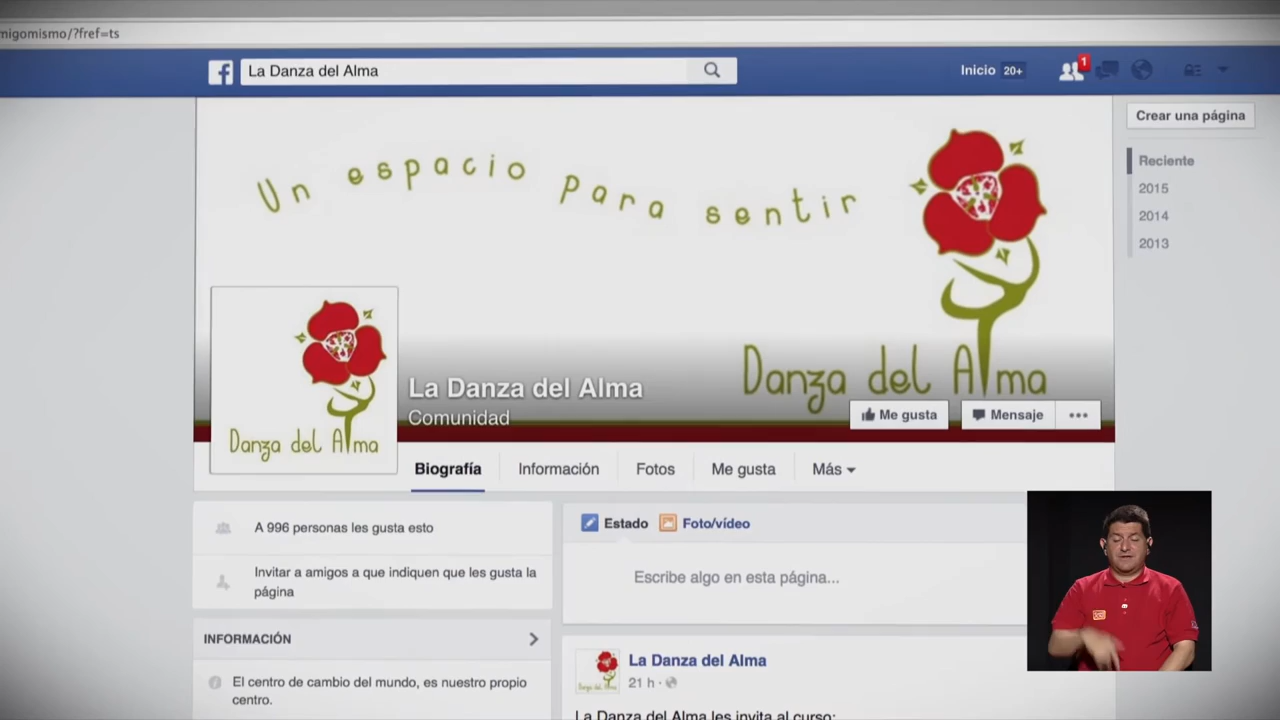 migomismo/?fref=ts
La Danza del Alma
Inicio 20+
1
Crear una página
Un espacio para sentir
Reciente
2015
2014
2013
Danza del Alma
La Danza del Alma
Comunidad
Me gusta
Mensaje
Danza del Alma
Biografía
Información
Fotos
Me gusta
Más
A 996 personas les gusta esto
Invitar a amigos a que indiquen que les gusta la
página
Estado
Foto/vídeo
Escribe algo en esta página...
INFORMACIÓN
El centro de cambio del mundo, es nuestro propio
centro.
La Danza del Alma
21 h
Danza del Alma
La Danza del Alma les invita al curso: